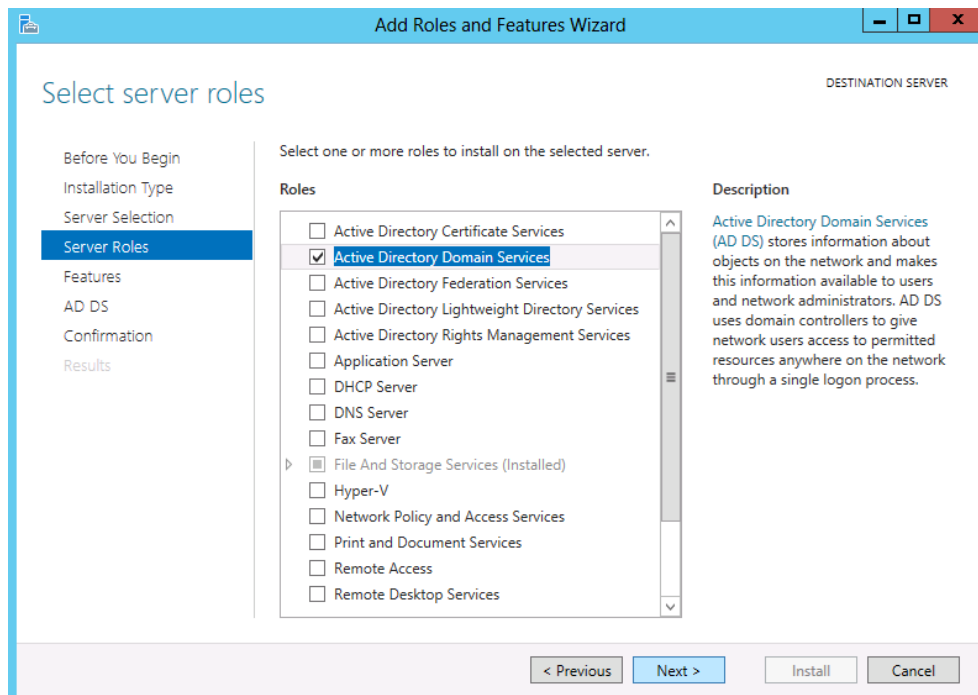 Add Roles and Features Wizard
Select server roles
DESTINATION SERVER
Before You Begin
Installation Type
Server Selection
Server Roles
Features
AD DS
Confirmation
Results
Select one or more roles to install on the selected server.
Roles
Active Directory Certificate Services
Active Directory Domain Services
Active Directory Federation Services
Active Directory Lightweight Directory Services
Active Directory Rights Management Services
Application Server
DHCP Server
DNS Server
Fax Server
File And Storage Services (Installed)
Hyper-V
Network Policy and Access Services
Print and Document Services
Remote Access
Remote Desktop Services
Description
Active Directory Domain Services
(AD DS) stores information about
objects on the network and makes
this information available to users
and network administrators. AD DS
uses domain controllers to give
network users access to permitted
resources anywhere on the network
through a single logon process.
< Previous
Next >
Install
Cancel